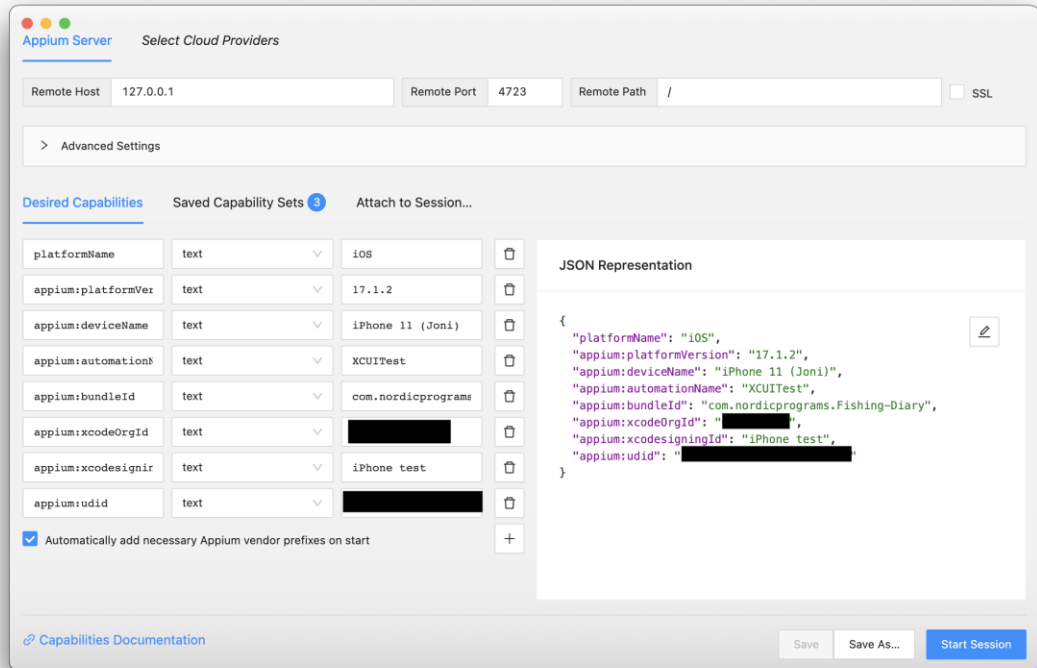 Appium Server Select Cloud Providers
Remote Host 127.0.0.1 Remote Port 4723 Remote Path / SSL
> Advanced Settings
Desired Capabilities Saved Capability Sets 3 Attach to Session...
platformName text iOS
appium:platformVer text 17.1.2
appium:deviceName text iPhone 11 (Joni)
appium:automationN text XCUITest
appium:bundleId text com.nordicprograms
appium:xcodeOrgId text
appium:xcodesignin text iPhone test
appium:udid text
Automatically add necessary Appium vendor prefixes on start +
JSON Representation
{
"platformName": "iOS",
"appium:platformVersion": "17.1.2",
"appium:deviceName": "iPhone 11 (Joni)",
"appium:automationName": "XCUITest",
"appium:bundleId": "com.nordicprograms.Fishing-Diary",
"appium:xcodeOrgId": "",
"appium:xcodesigningId": "iPhone test",
"appium:udid": ""
}
Capabilities Documentation Save Save As... Start Session